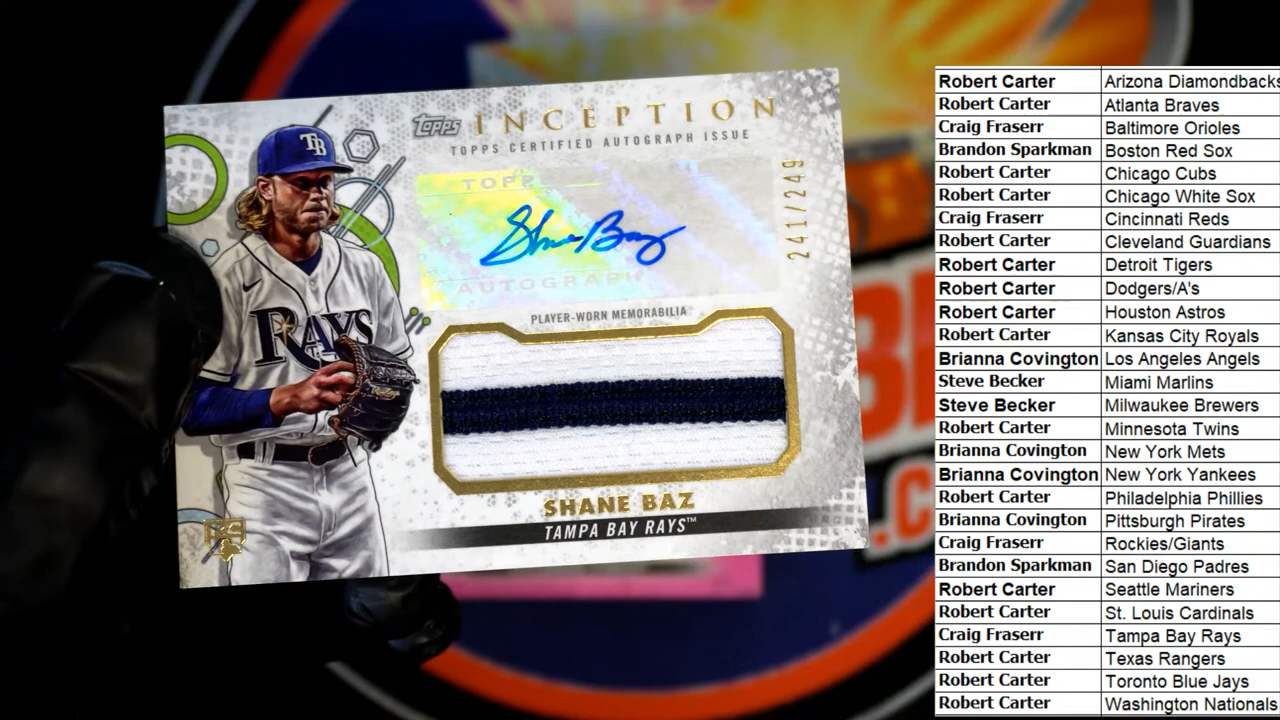 Topps INCEPTION
TOPPS CERTIFIED AUTOGRAPH ISSUE
TOPP
Shane Baz
AUTOGRAPH
241/249
PLAYER-WORN MEMORABILIA
TB
RAYS
SHANE BAZ
TAMPA BAY RAYS™
RC
Robert Carter Arizona Diamondbacks
Robert Carter Atlanta Braves
Craig Fraserr Baltimore Orioles
Brandon Sparkman Boston Red Sox
Robert Carter Chicago Cubs
Robert Carter Chicago White Sox
Craig Fraserr Cincinnati Reds
Robert Carter Cleveland Guardians
Robert Carter Detroit Tigers
Robert Carter Dodgers/A's
Robert Carter Houston Astros
Robert Carter Kansas City Royals
Brianna Covington Los Angeles Angels
Steve Becker Miami Marlins
Steve Becker Milwaukee Brewers
Robert Carter Minnesota Twins
Brianna Covington New York Mets
Brianna Covington New York Yankees
Robert Carter Philadelphia Phillies
Brianna Covington Pittsburgh Pirates
Craig Fraserr Rockies/Giants
Brandon Sparkman San Diego Padres
Robert Carter Seattle Mariners
Robert Carter St. Louis Cardinals
Craig Fraserr Tampa Bay Rays
Robert Carter Texas Rangers
Robert Carter Toronto Blue Jays
Robert Carter Washington Nationals